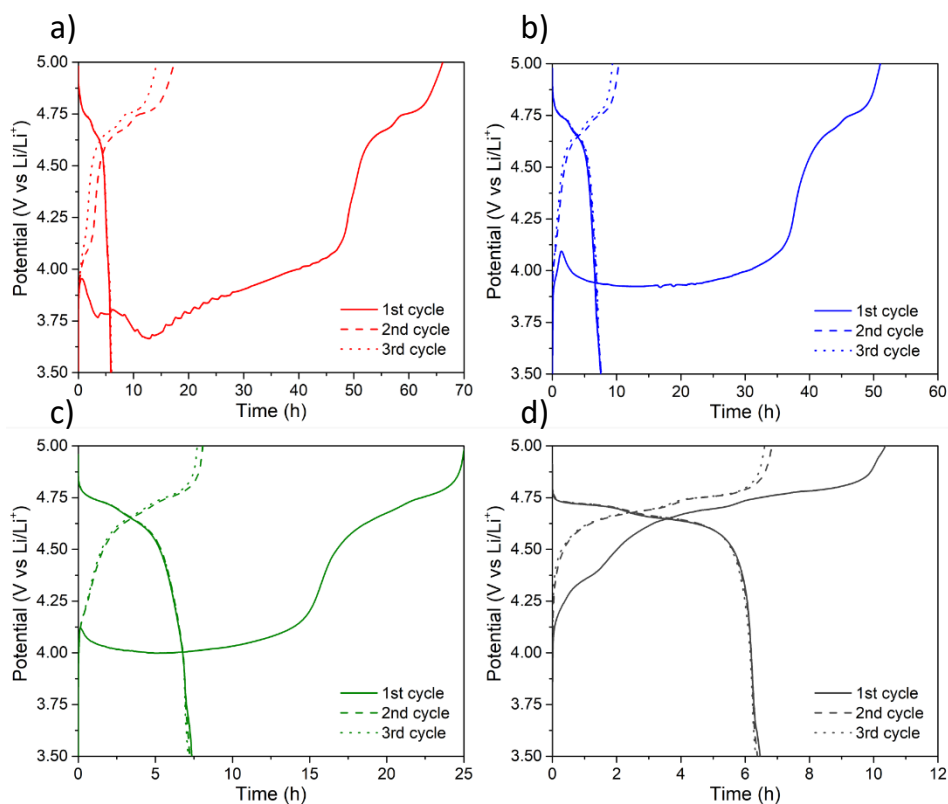 a)
5.00
4.75
4.50
4.25
4.00
3.75
3.50
Potential (V vs Li/Li⁺)
0 10 20 30 40 50 60 70
Time (h)
1st cycle
2nd cycle
3rd cycle
b)
5.00
4.75
4.50
4.25
4.00
3.75
3.50
Potential (V vs Li/Li⁺)
0 10 20 30 40 50 60
Time (h)
1st cycle
2nd cycle
3rd cycle
c)
5.00
4.75
4.50
4.25
4.00
3.75
3.50
Potential (V vs Li/Li⁺)
0 5 10 15 20 25
Time (h)
1st cycle
2nd cycle
3rd cycle
d)
5.00
4.75
4.50
4.25
4.00
3.75
3.50
Potential (V vs Li/Li⁺)
0 2 4 6 8 10 12
Time (h)
1st cycle
2nd cycle
3rd cycle